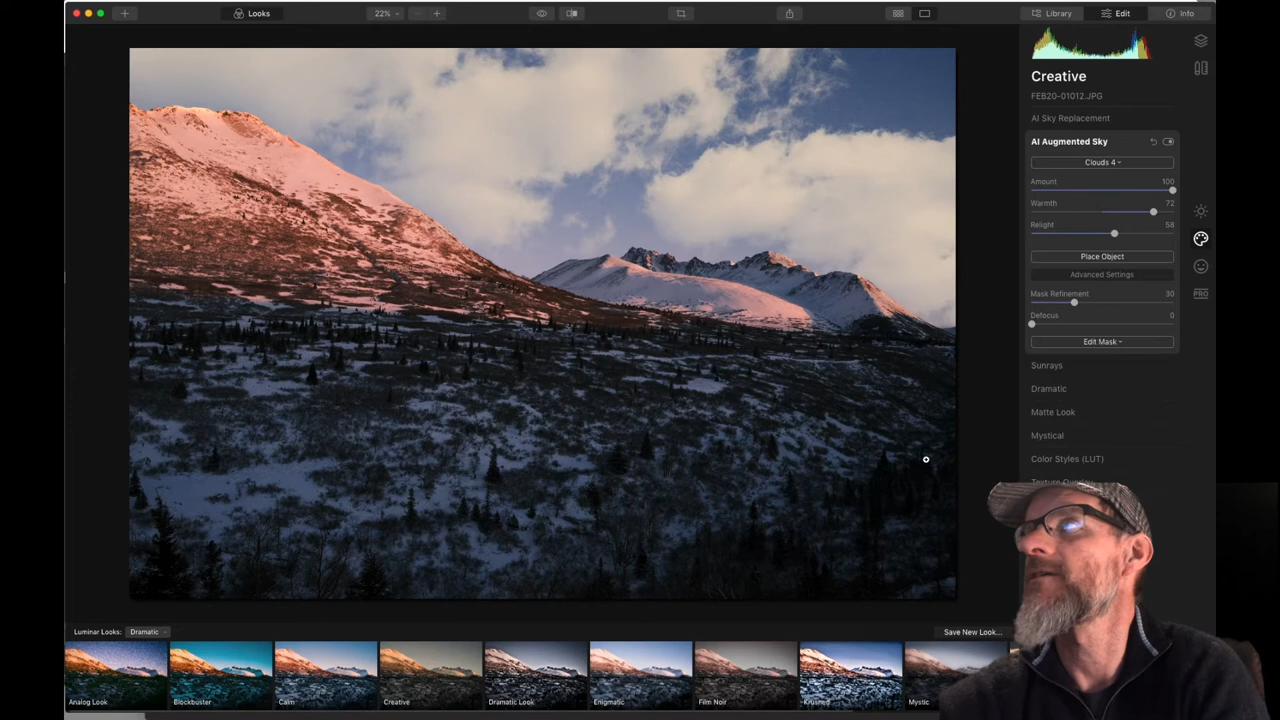 Looks
22%
Library
Edit
Info
Creative
FEB20-01012.JPG
AI Sky Replacement
AI Augmented Sky
Clouds 4
Amount 100
Warmth 72
Relight 58
Place Object
Advanced Settings
Mask Refinement 30
Defocus 0
Edit Mask
Sunrays
Dramatic
Matte Look
Mystical
Color Styles (LUT)
Texture Overlay
PRO
Luminar Looks: Dramatic
Save New Look...
Analog Look
Blockbuster
Calm
Creative
Dramatic Look
Enigmatic
Film Noir
Krushed
Mystic